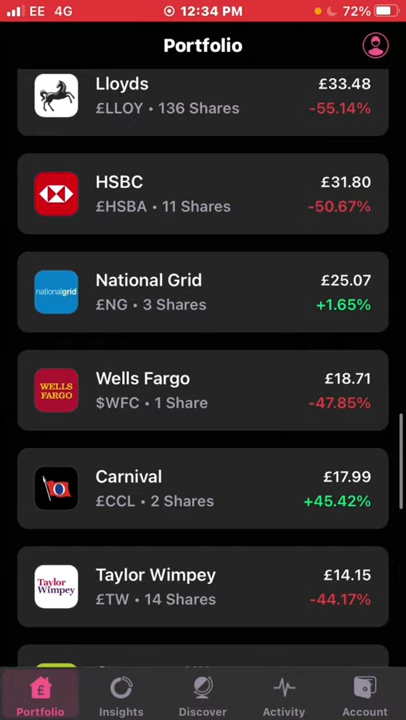 EE 4G 12:34 PM 72%
Portfolio
Lloyds £33.48
£LLOY • 136 Shares -55.14%
HSBC £31.80
£HSBA • 11 Shares -50.67%
nationalgrid
National Grid £25.07
£NG • 3 Shares +1.65%
WELLS
FARGO
Wells Fargo £18.71
$WFC • 1 Share -47.85%
Carnival £17.99
£CCL • 2 Shares +45.42%
Taylor
Wimpey
Taylor Wimpey £14.15
£TW • 14 Shares -44.17%
£
Portfolio Insights Discover Activity Account